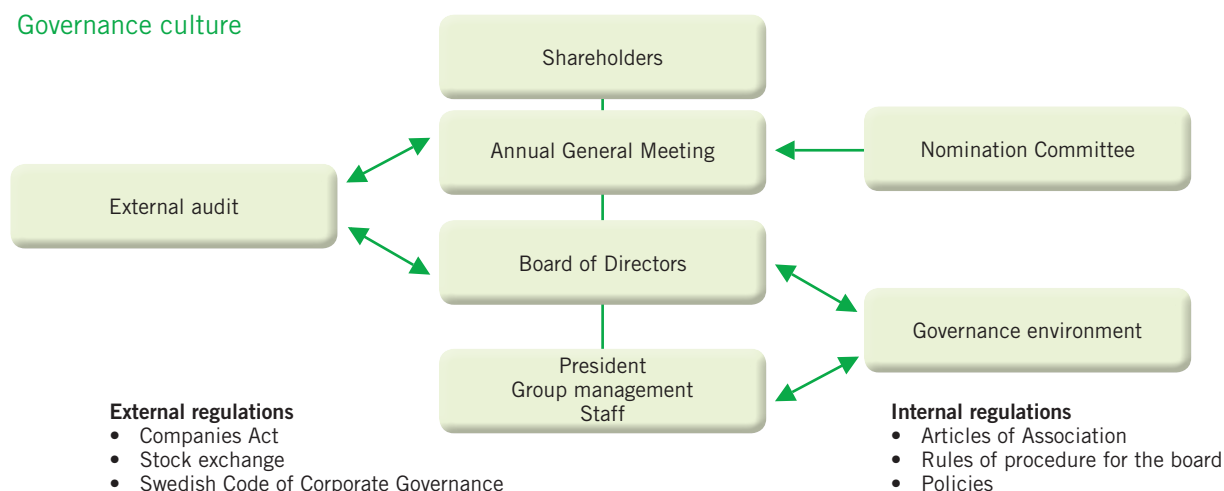 Governance culture
Shareholders
Annual General Meeting
Nomination Committee
External audit
Board of Directors
Governance environment
President
Group management
Staff
External regulations
• Companies Act
• Stock exchange
• Swedish Code of Corporate Governance
Internal regulations
• Articles of Association
• Rules of procedure for the board
• Policies